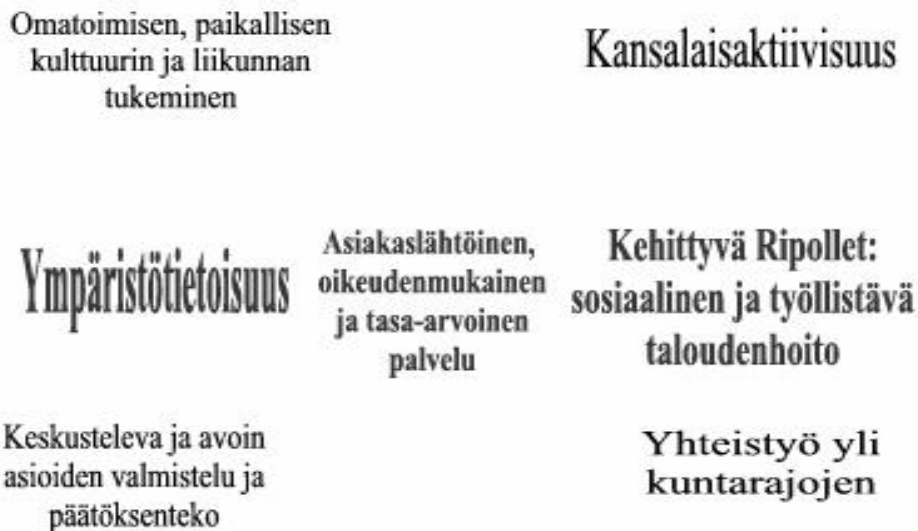 Omatoimisen, paikallisen
kulttuurin ja liikunnan
tukeminen
Kansalaisaktiivisuus
Ympäristötietoisuus
Asiakaslähtöinen,
oikeudenmukainen
ja tasa-arvoinen
palvelu
Kehittyvä Ripollet:
sosiaalinen ja työllistävä
taloudenhoito
Keskusteleva ja avoin
asioiden valmistelu ja
päätöksenteko
Yhteistyö yli
kuntarajojen